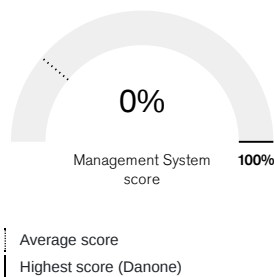 0%
Management System
score
100%
Average score
Highest score (Danone)